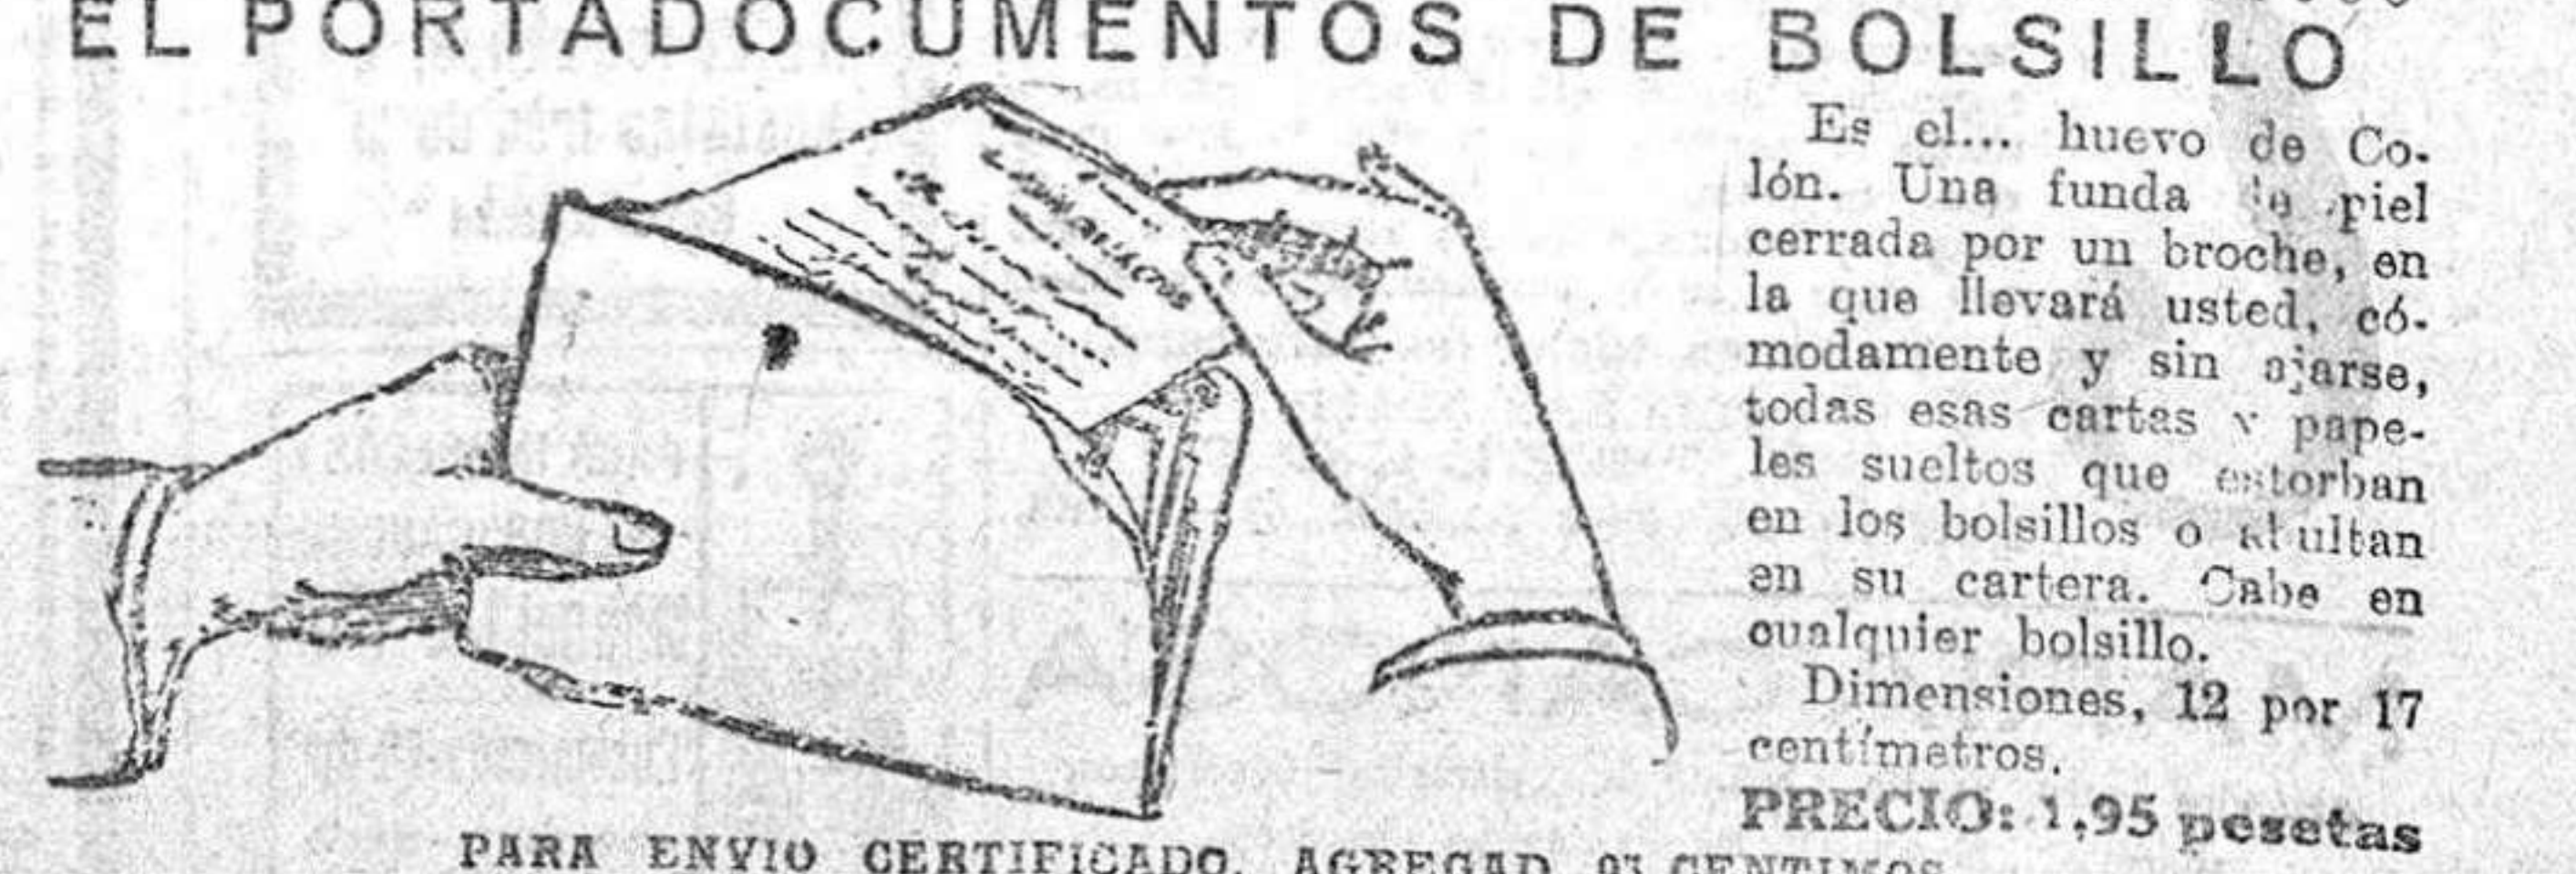 EL PORTADOCUMENTOS DE BOLSILLO
Es el... huevo de Co-
lón. Una funda de piel
cerrada por un broche, en
la que llevará usted, có-
modamente y sin ajarse,
todas esas cartas y pape-
les sueltos que estorban
en los bolsillos o abultan
en su cartera. Cabe en
cualquier bolsillo.
Dimensiones, 12 por 17
centímetros.
PRECIO: 1,95 pesetas
PARA ENVIO CERTIFICADO, AGREGAD CENTIMOS